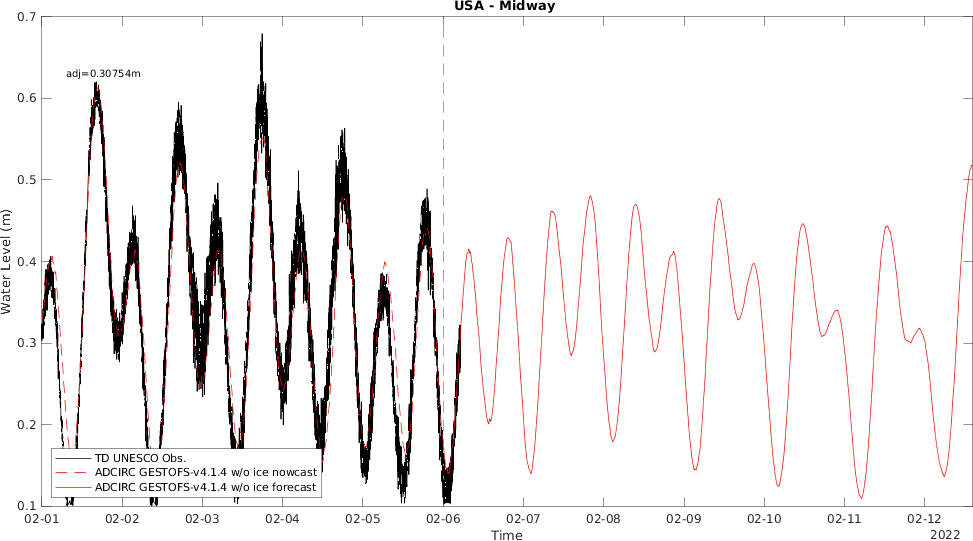 USA - Midway
adj=0.30754m
0.7
0.6
0.5
0.4
0.3
0.2
0.1
Water Level (m)
TD UNESCO Obs.
ADCIRC GESTOFS-v4.1.4 w/o ice nowcast
ADCIRC GESTOFS-v4.1.4 w/o ice forecast
02-01 02-02 02-03 02-04 02-05 02-06 02-07 02-08 02-09 02-10 02-11 02-12
Time
2022